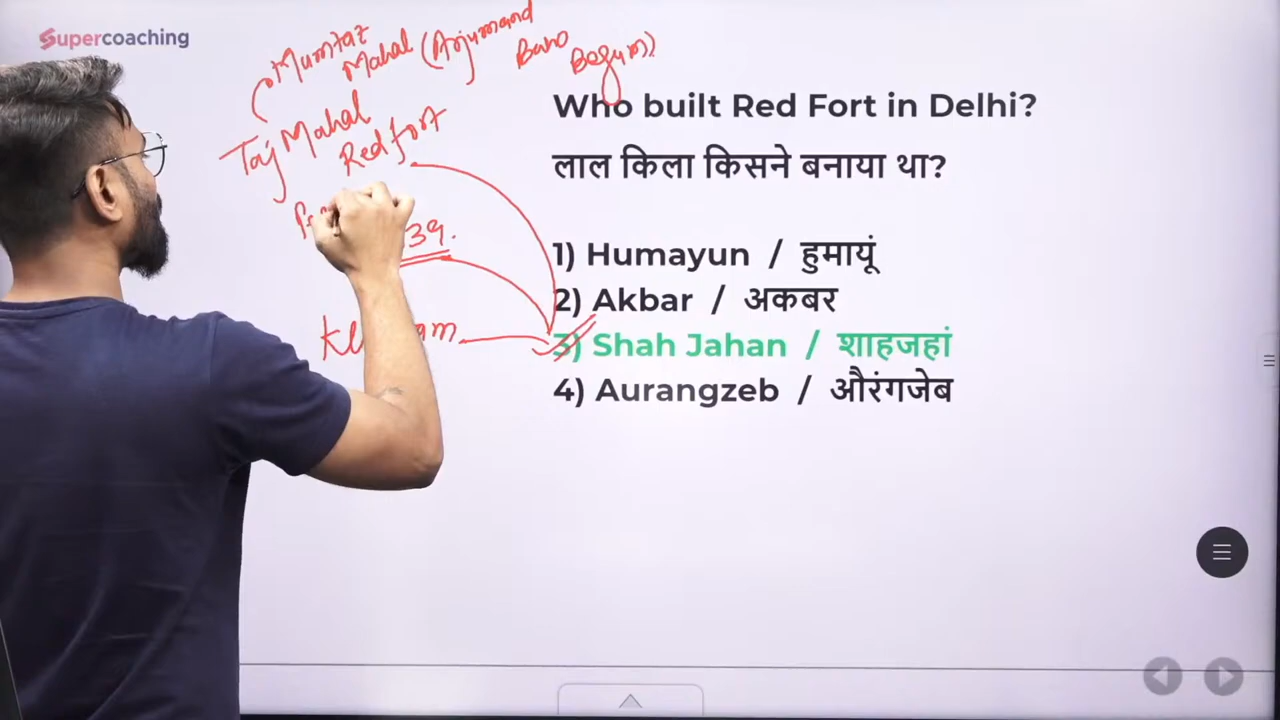 Supercoaching
Mumtaz
Mahal (Arjumand
Bano
Begum)
Taj Mahal
Red fort
39.
Who built Red Fort in Delhi?
लाल किला किसने बनाया था?
1) Humayun / हुमायूं
2) Akbar / अकबर
3) Shah Jahan / शाहजहां
4) Aurangzeb / औरंगजेब